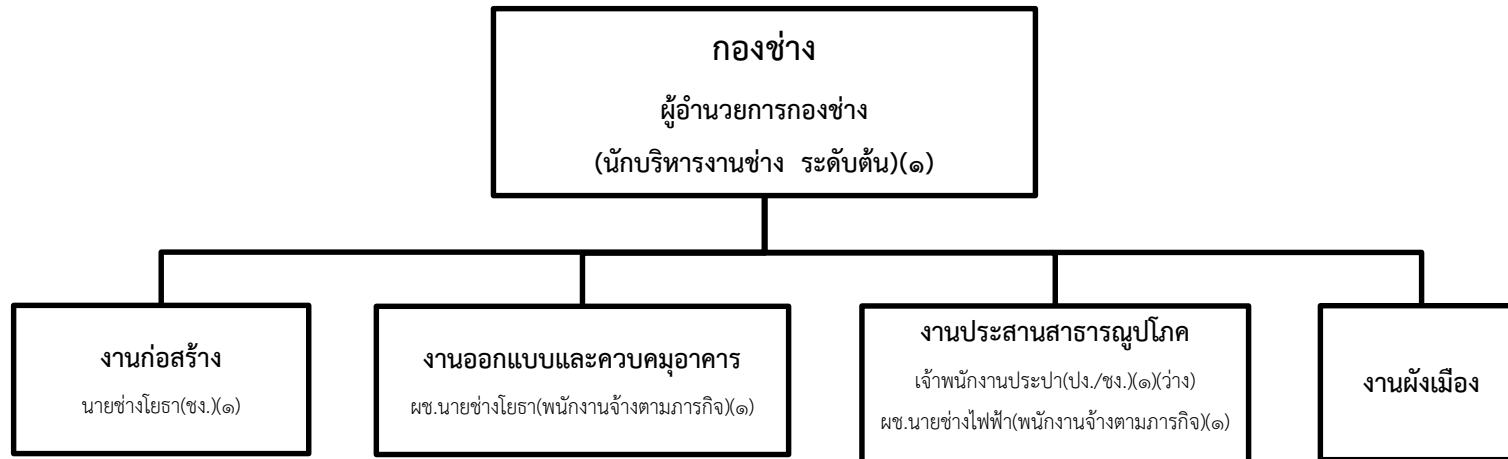 กองช่าง
ผู้อำนวยการกองช่าง
(นักบริหารงานช่าง ระดับต้น)(๑)
งานก่อสร้าง
นายช่างโยธา(ชง.)(๑)
งานออกแบบและควบคมุอาคาร
ผช.นายช่างโยธา(พนักงานจ้างตามภารกิจ)(๑)
งานประสานสาธารณูปโภค
เจ้าพนักงานประปา(ปง./ชง.)(๑)(ว่าง)
ผช.นายช่างไฟฟ้า(พนักงานจ้างตามภารกิจ)(๑)
งานผังเมือง